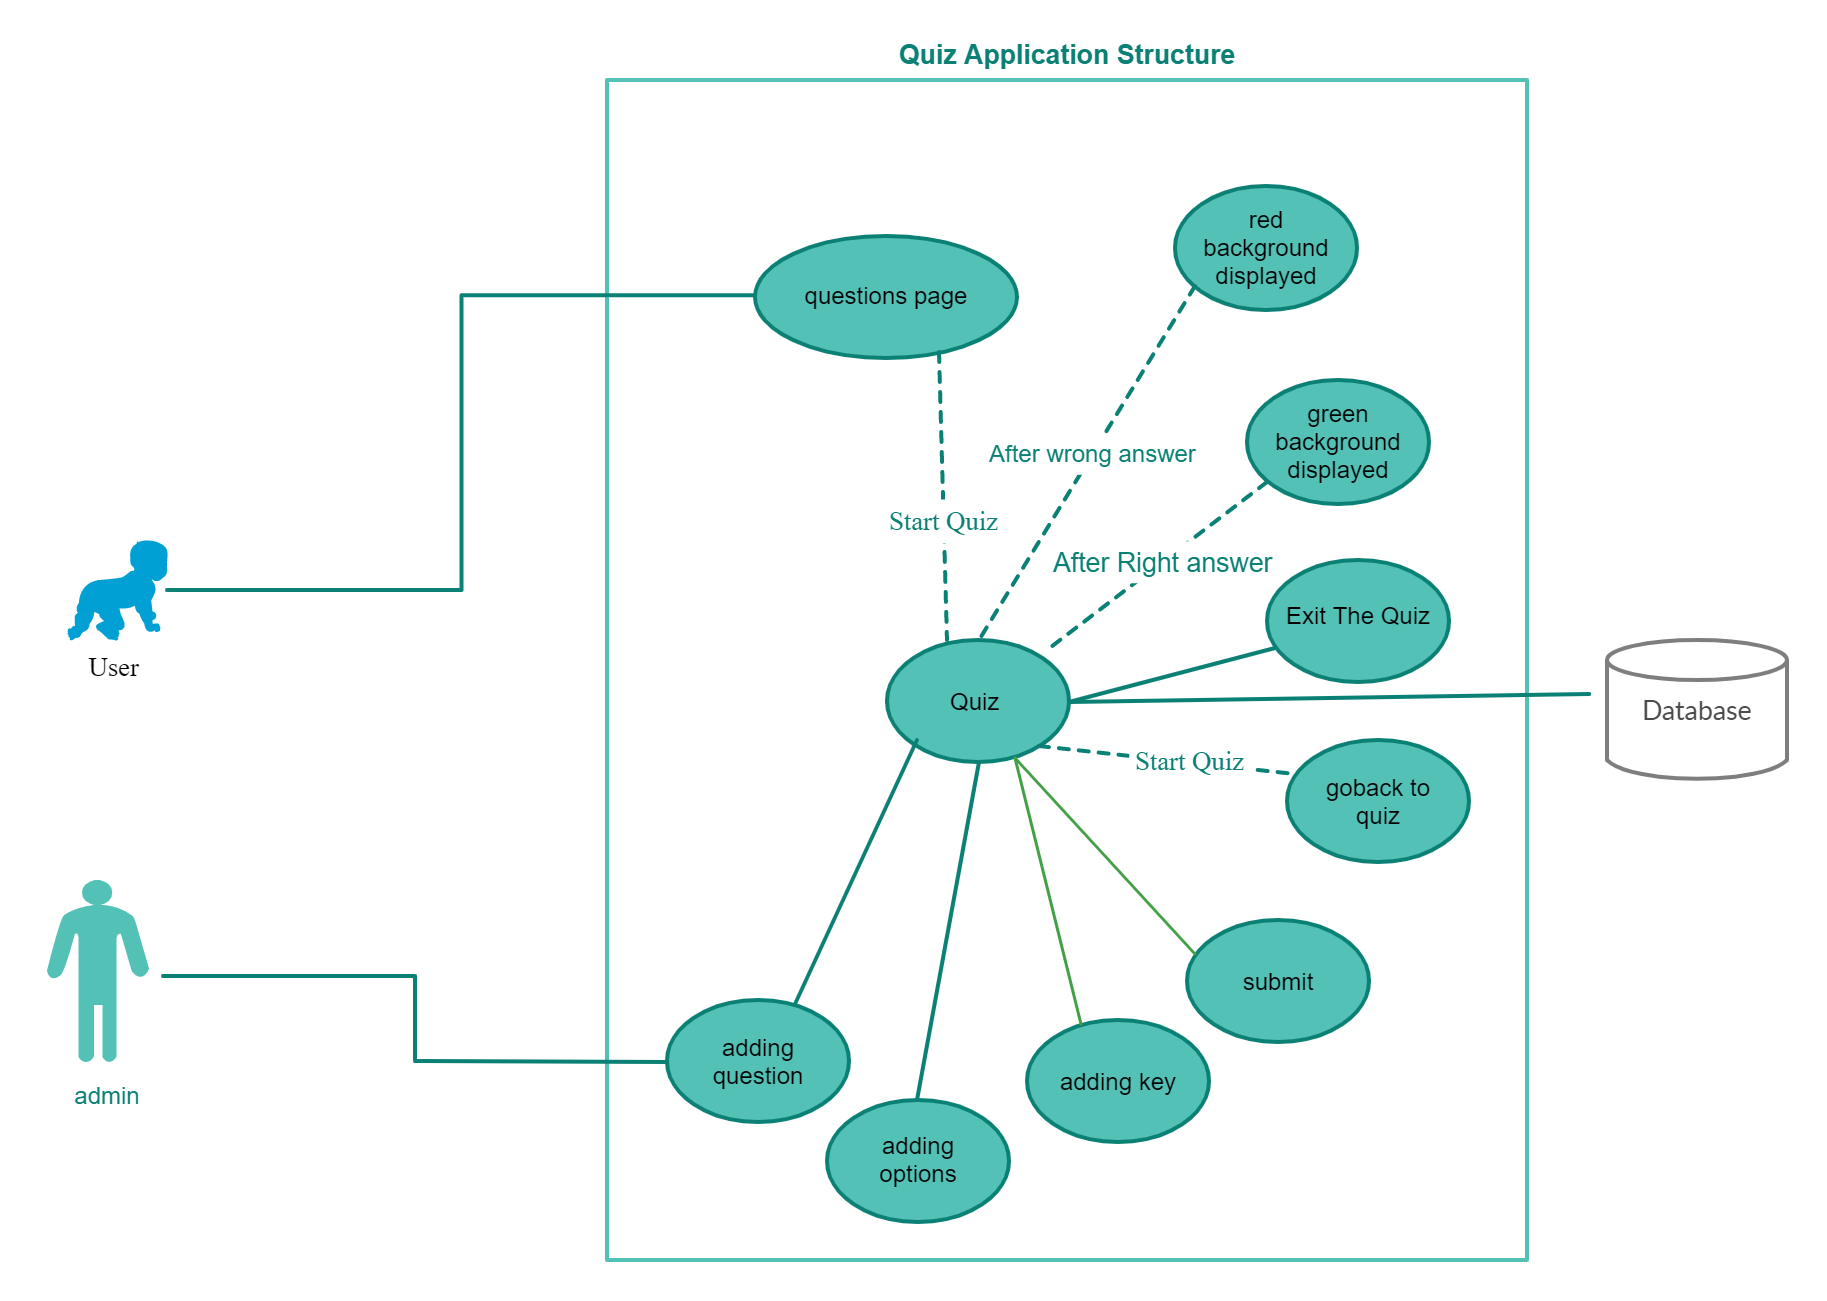 Quiz Application Structure
red
background
displayed
questions page
green
background
displayed
After wrong answer
Start Quiz
After Right answer
Exit The Quiz
User
Quiz
Database
Start Quiz
goback to
quiz
submit
adding
question
adding key
admin
adding
options